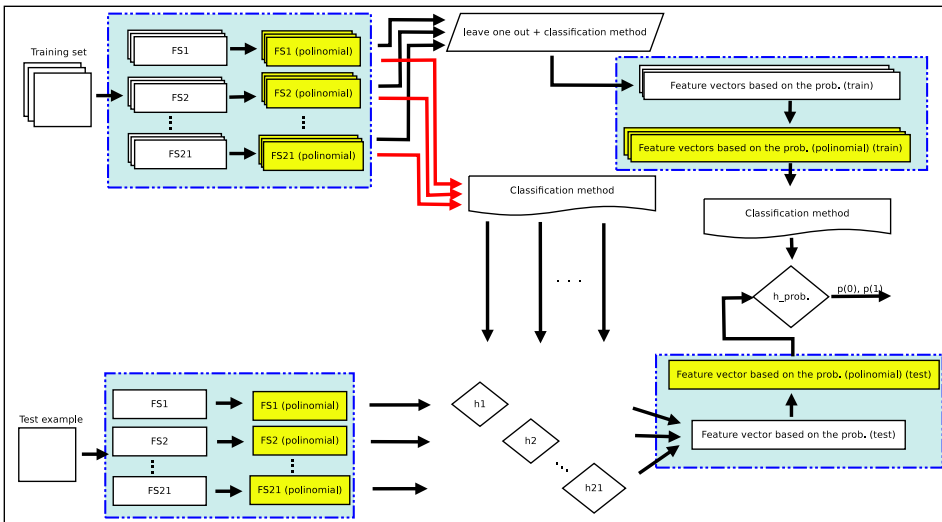 Training set
FS1
FS1 (polinomial)
FS2
FS2 (polinomial)
FS21
FS21 (polinomial)
leave one out + classification method
Feature vectors based on the prob. (train)
Feature vectors based on the prob. (polinomial) (train)
Classification method
Classification method
h_prob.
p(0), p(1)
Test example
FS1
FS1 (polinomial)
FS2
FS2 (polinomial)
FS21
FS21 (polinomial)
h1
h2
h21
Feature vector based on the prob. (polinomial) (test)
Feature vector based on the prob. (test)